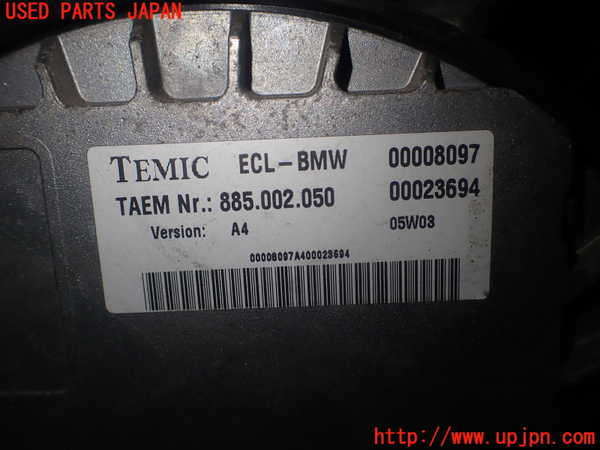 USED PARTS JAPAN
TEMIC ECL-BMW 00008097
TAEM Nr.: 885.002.050 00023694
Version: A4 05W03
00008097A400023694
UPJ
http://www.upjpn.com/